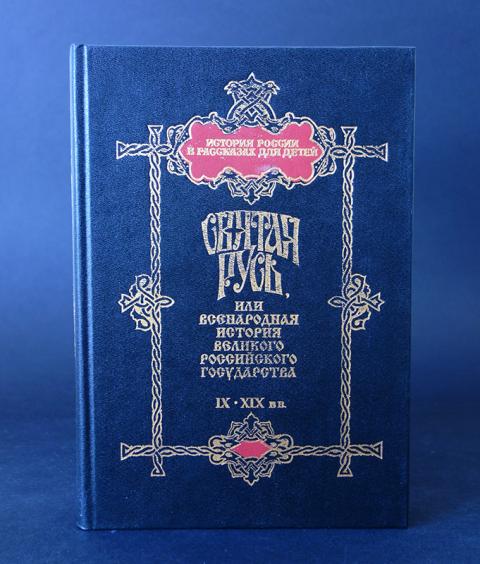 ИСТОРИЯ РОССИИ
В РАССКАЗАХ ДЛЯ ДЕТЕЙ
СВЯТАЯ
РУСЬ,
ИЛИ
ВСЕНАРОДНАЯ
ИСТОРИЯ
ВЕЛИКОГО
РОССИЙСКОГО
ГОСУДАРСТВА
IX • XIX вв.